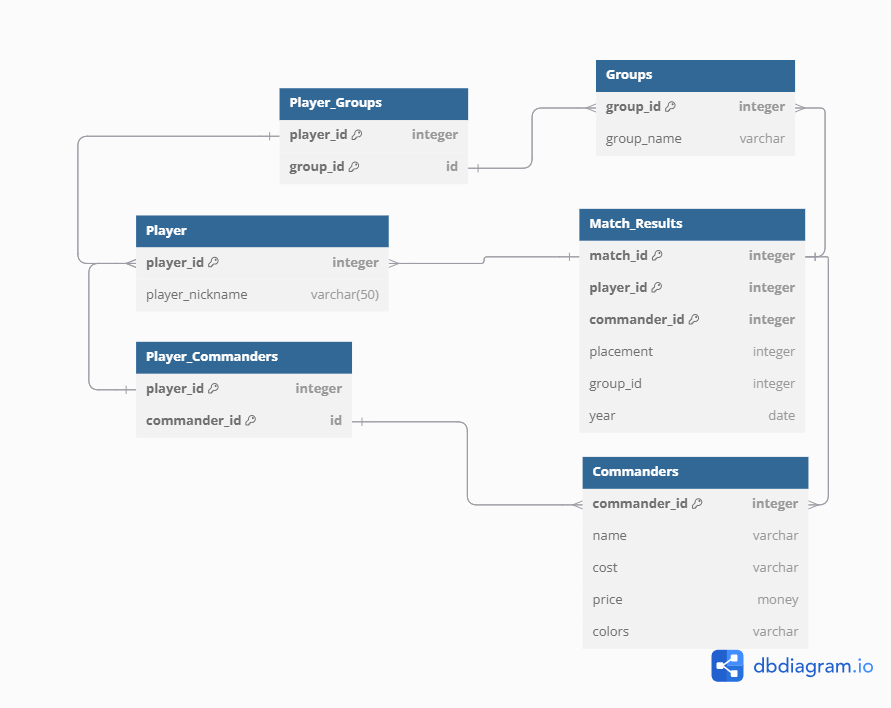 Player_Groups
player_id integer
group_id id
Groups
group_id integer
group_name varchar
Player
player_id integer
player_nickname varchar(50)
Match_Results
match_id integer
player_id integer
commander_id integer
placement integer
group_id integer
year date
Player_Commanders
player_id integer
commander_id id
Commanders
commander_id integer
name varchar
cost varchar
price money
colors varchar
dbdiagram.io